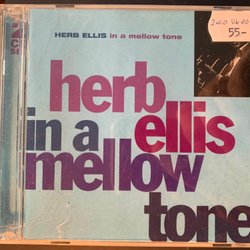 HERB ELLIS in a mellow tone
55-
herb
ellis
in a
mellow
tone